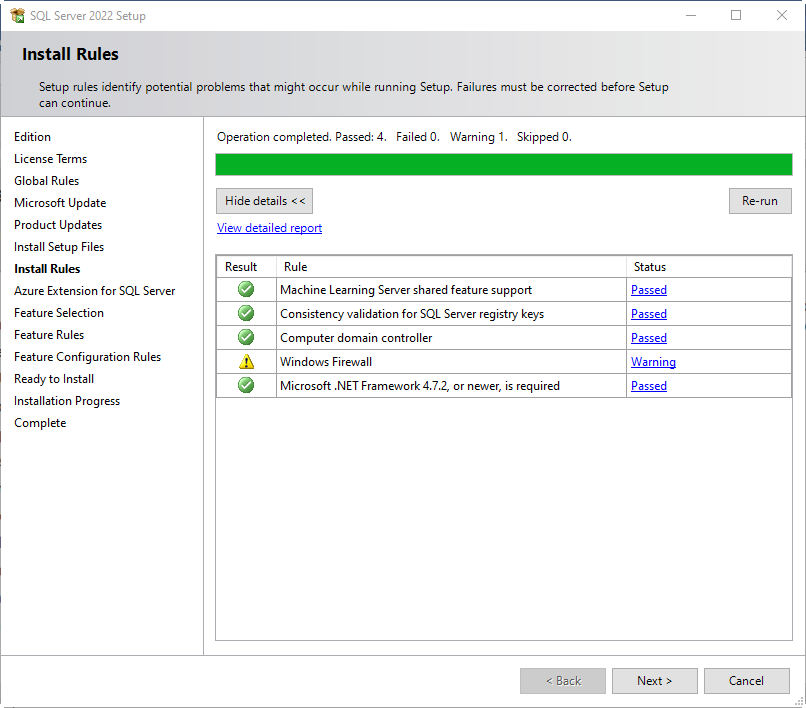 SQL Server 2022 Setup
Install Rules
Setup rules identify potential problems that might occur while running Setup. Failures must be corrected before Setup
can continue.
Edition
License Terms
Global Rules
Microsoft Update
Product Updates
Install Setup Files
Install Rules
Azure Extension for SQL Server
Feature Selection
Feature Rules
Feature Configuration Rules
Ready to Install
Installation Progress
Complete
Operation completed. Passed: 4. Failed 0. Warning 1. Skipped 0.
Hide details <<
Re-run
View detailed report
Result Rule Status
Machine Learning Server shared feature support Passed
Consistency validation for SQL Server registry keys Passed
Computer domain controller Passed
Windows Firewall Warning
Microsoft .NET Framework 4.7.2, or newer, is required Passed
< Back Next > Cancel